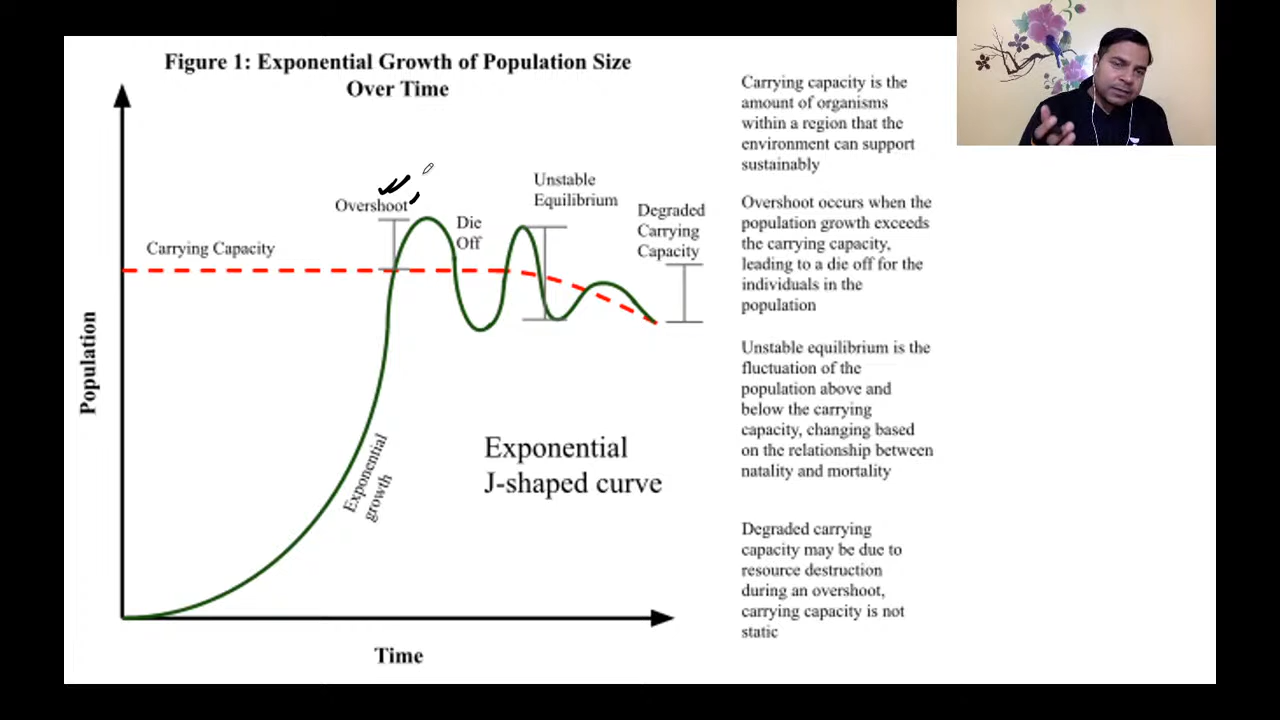 Figure 1: Exponential Growth of Population Size
Over Time
Carrying capacity is the
amount of organisms
within a region that the
environment can support
sustainably
Overshoot
Unstable
Equilibrium
Die
Off
Degraded
Carrying
Capacity
Carrying Capacity
Overshoot occurs when the
population growth exceeds
the carrying capacity,
leading to a die off for the
individuals in the
population
Population
Unstable equilibrium is the
fluctuation of the
population above and
below the carrying
capacity, changing based
on the relationship between
natality and mortality
Exponential
growth
Exponential
J-shaped curve
Degraded carrying
capacity may be due to
resource destruction
during an overshoot,
carrying capacity is not
static
Time